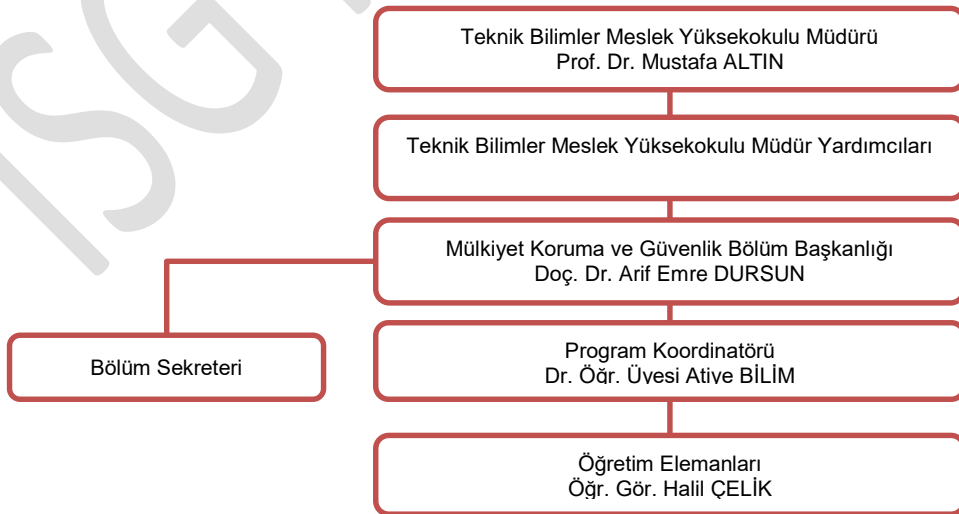 Teknik Bilimler Meslek Yüksekokulu Müdürü
Prof. Dr. Mustafa ALTIN
Teknik Bilimler Meslek Yüksekokulu Müdür Yardımcıları
Mülkiyet Koruma ve Güvenlik Bölüm Başkanlığı
Doç. Dr. Arif Emre DURSUN
Bölüm Sekreteri
Program Koordinatörü
Dr. Öğr. Üyesi Atiye BİLİM
Öğretim Elemanları
Öğr. Gör. Halil ÇELİK
İSG